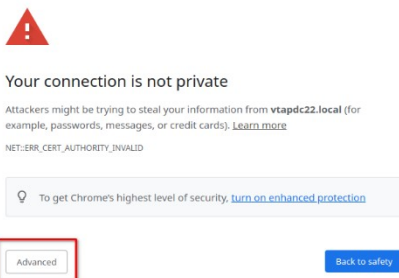 Your connection is not private
Attackers might be trying to steal your information from vtapdc22.local (for
example, passwords, messages, or credit cards). Learn more
NET::ERR_CERT_AUTHORITY_INVALID
To get Chrome's highest level of security, turn on enhanced protection
Advanced
Back to safety